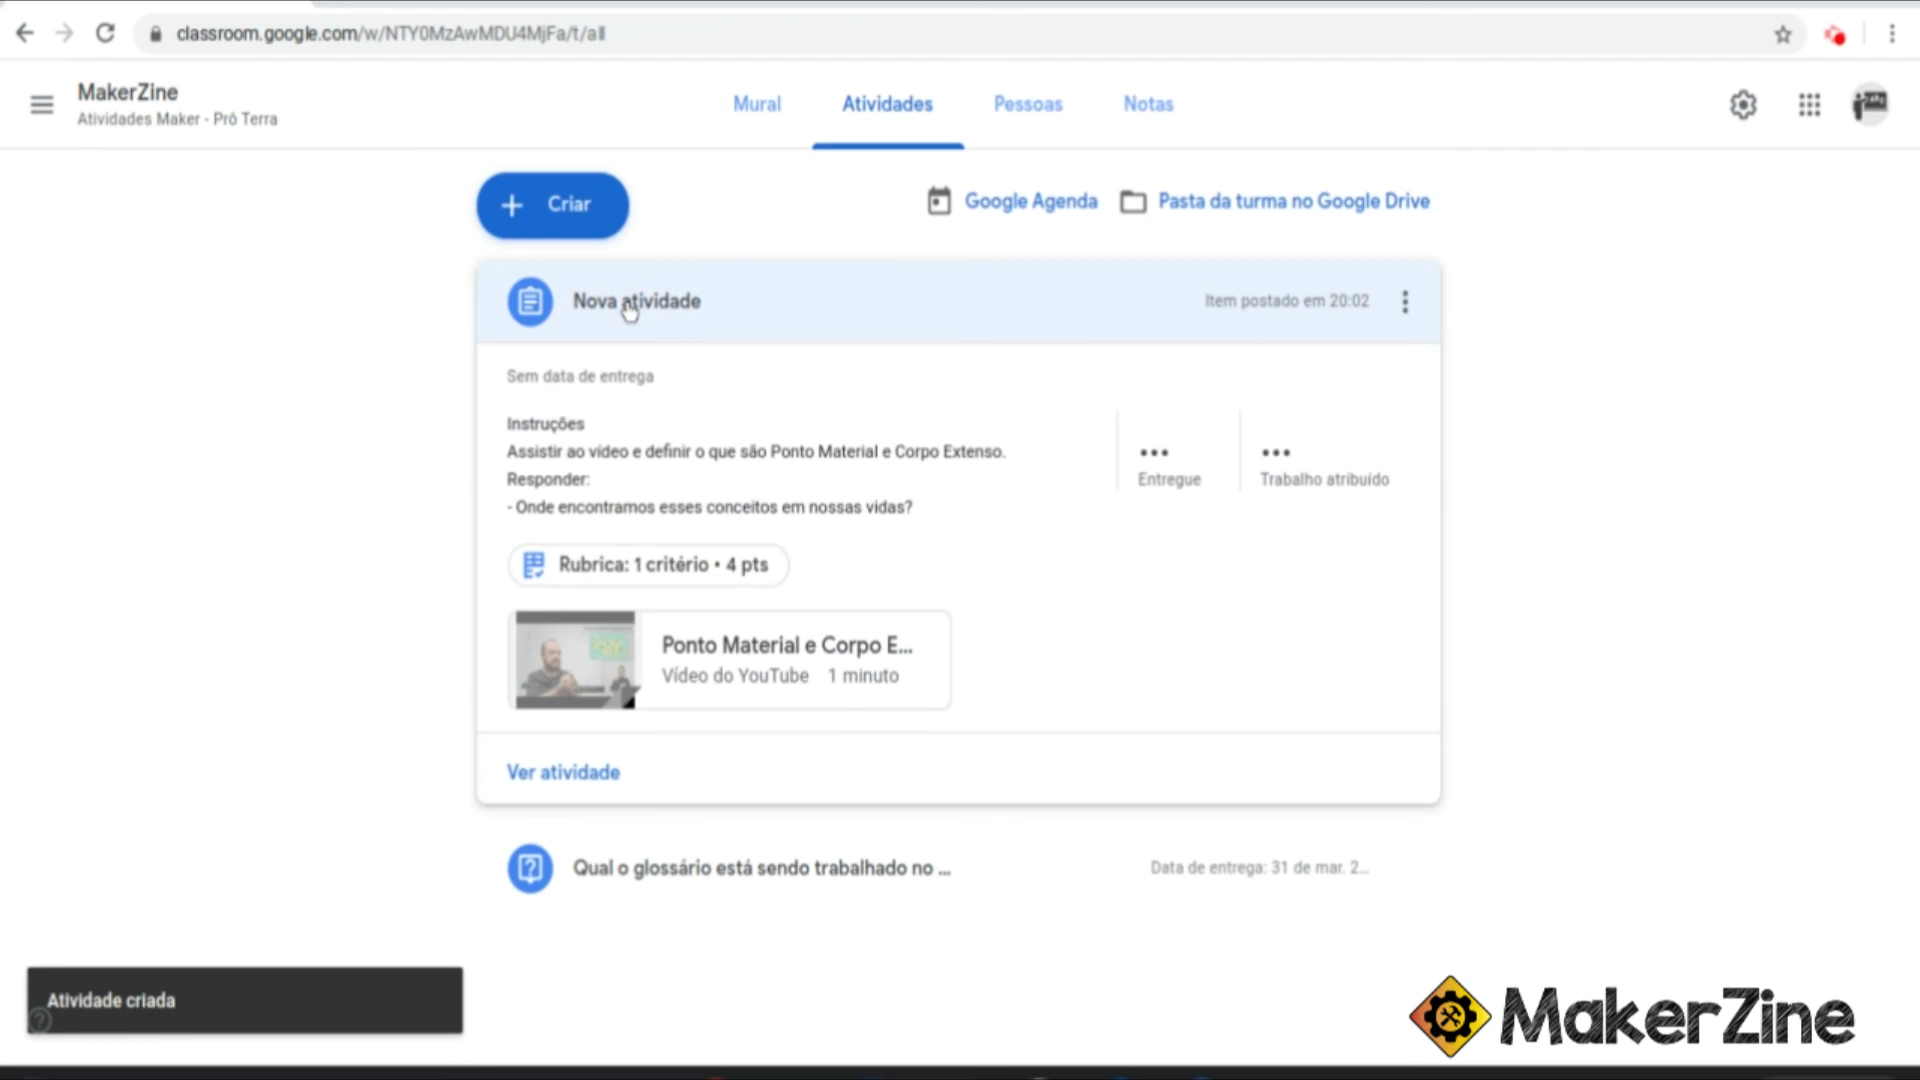 classroom.google.com/w/NTY0MzAwMDU4MjFa/t/all
MakerZine
Atividades Maker - Pró Terra
Mural
Atividades
Pessoas
Notas
Criar
Google Agenda
Pasta da turma no Google Drive
Nova atividade
Item postado em 20:02
Sem data de entrega
Instruções
Assistir ao vídeo e definir o que são Ponto Material e Corpo Extenso.
Responder:
- Onde encontramos esses conceitos em nossas vidas?
Entregue
Trabalho atribuído
Rubrica: 1 critério • 4 pts
Ponto Material e Corpo E...
Vídeo do YouTube 1 minuto
Ver atividade
Qual o glossário está sendo trabalhado no ...
Data de entrega: 31 de mar. 2...
Atividade criada
MakerZine